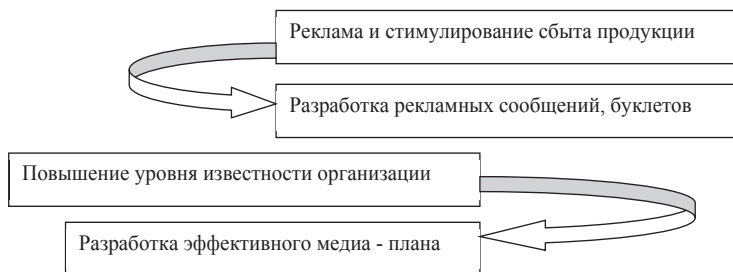 Реклама и стимулирование сбыта продукции
Разработка рекламных сообщений, буклетов
Повышение уровня известности организации
Разработка эффективного медиа - плана